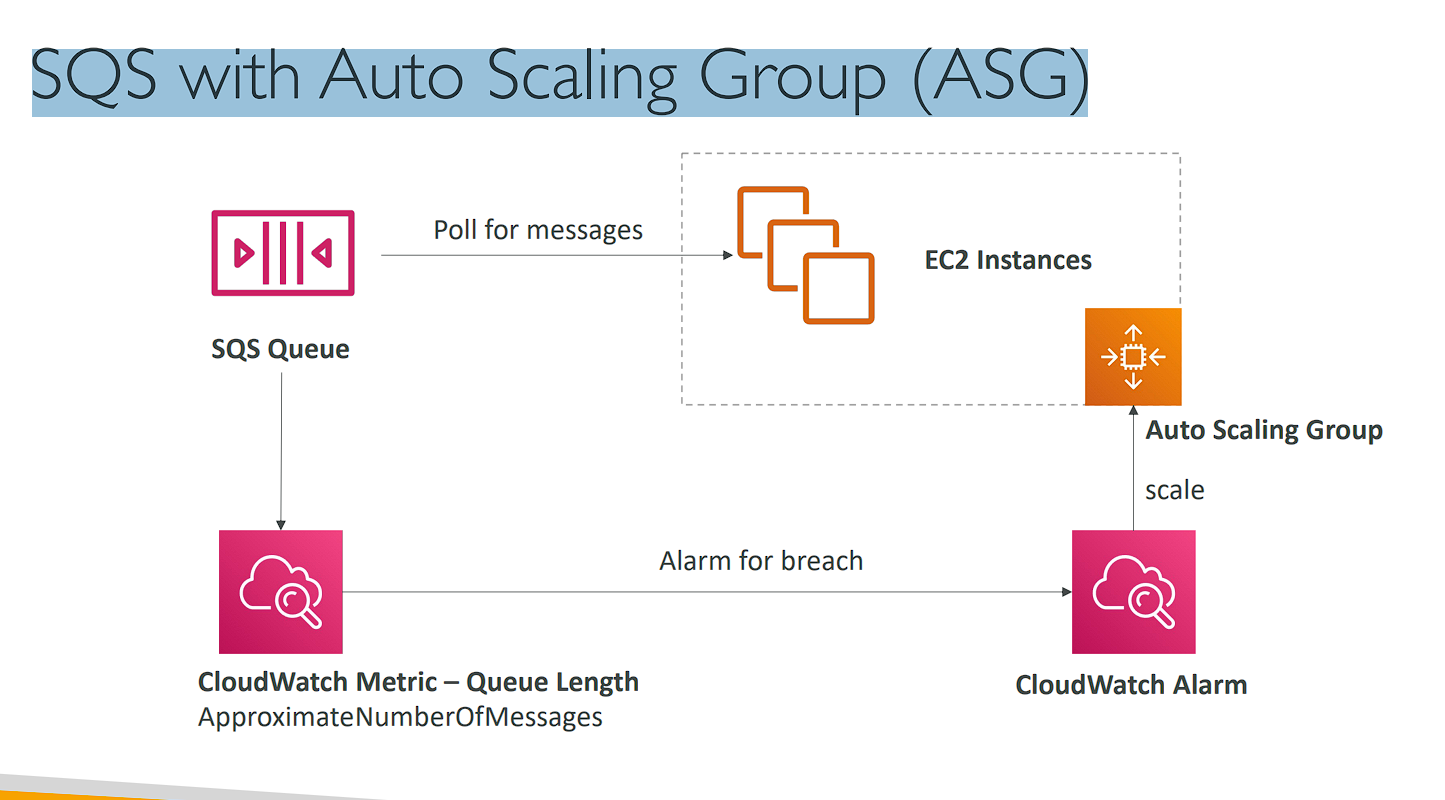 SQS with Auto Scaling Group (ASG)
Poll for messages
EC2 Instances
SQS Queue
Auto Scaling Group
scale
Alarm for breach
CloudWatch Metric – Queue Length
ApproximateNumberOfMessages
CloudWatch Alarm